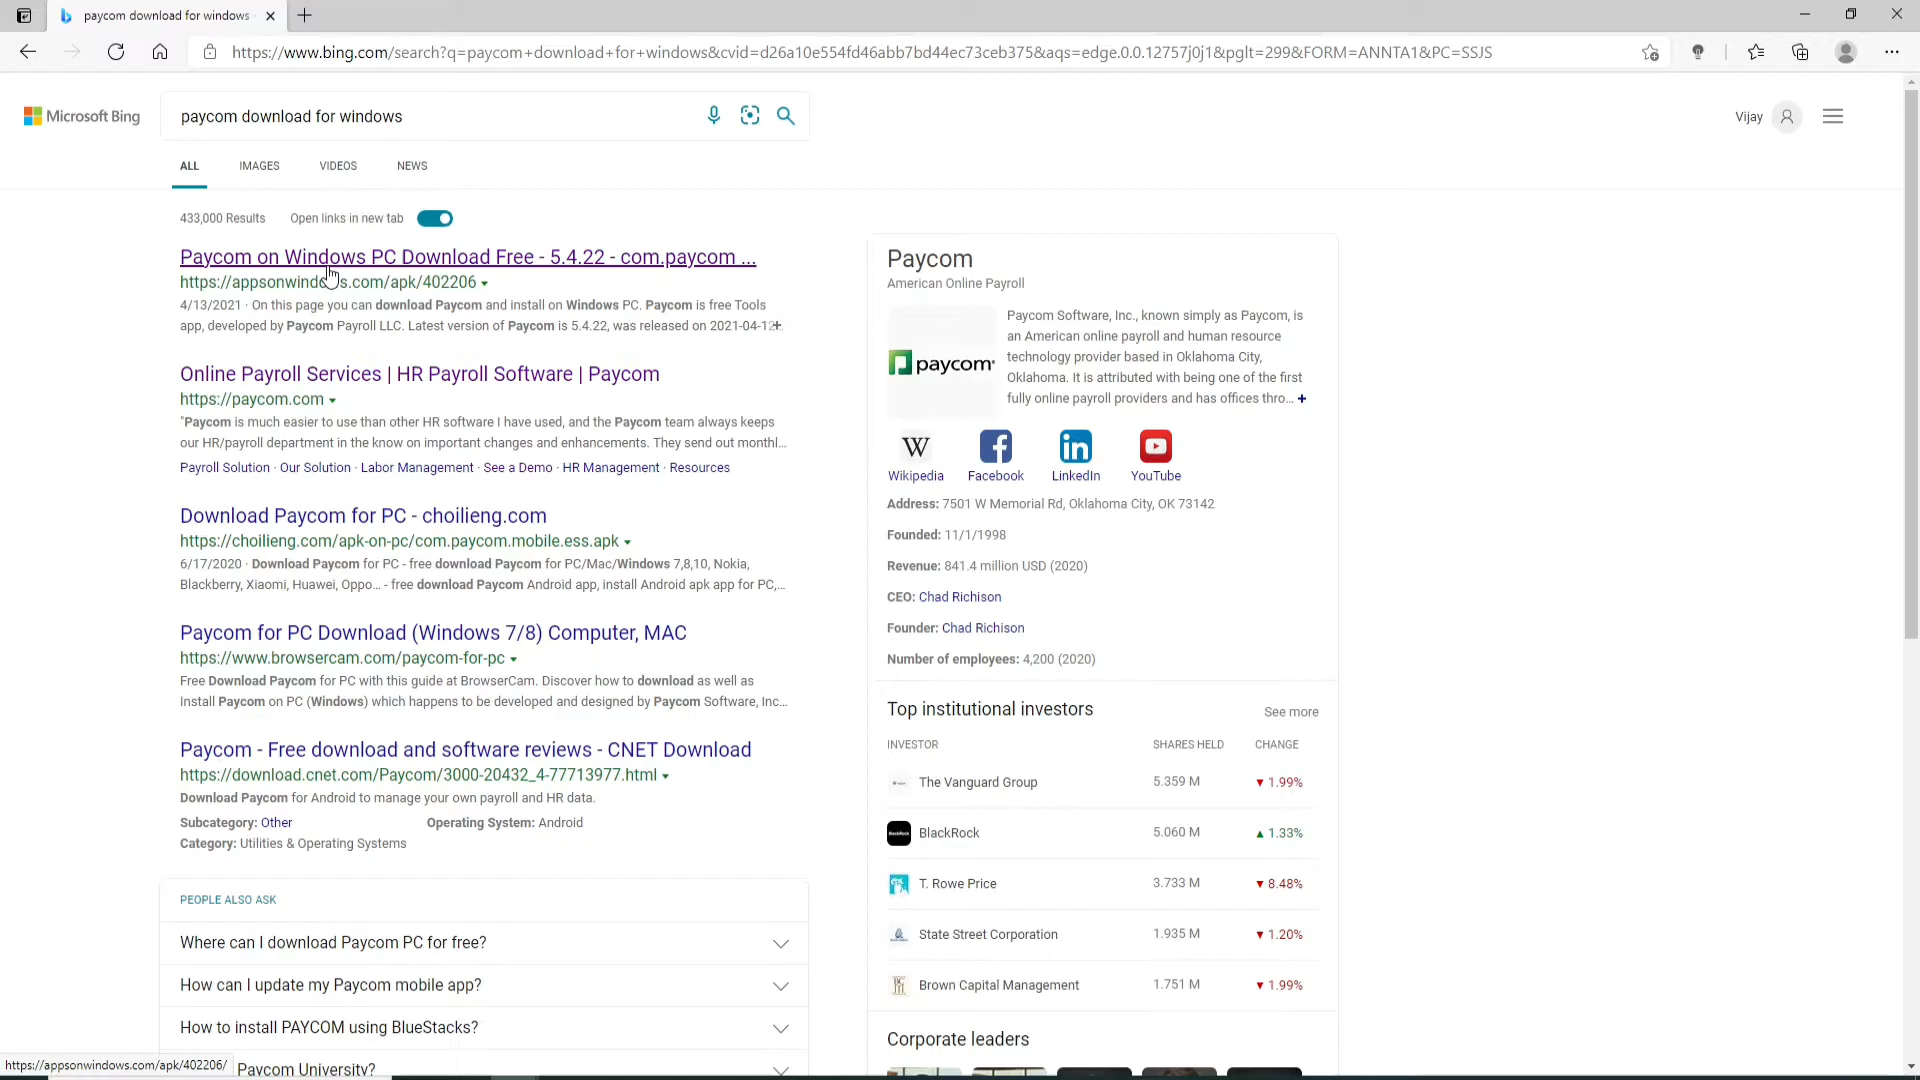 paycom download for windows
https://www.bing.com/search?q=paycom+download+for+windows&cvid=d26a10e554fd46abb7bd44ec73ceb375&aqs=edge.0.0.12757j0j1&pglt=299&FORM=ANNTA1&PC=SSJS
Microsoft Bing
paycom download for windows
Vijay
ALL IMAGES VIDEOS NEWS
433,000 Results Open links in new tab
Paycom on Windows PC Download Free - 5.4.22 - com.paycom ...
https://appsonwindows.com/apk/402206
4/13/2021 · On this page you can download Paycom and install on Windows PC. Paycom is free Tools
app, developed by Paycom Payroll LLC. Latest version of Paycom is 5.4.22, was released on 2021-04-12
Online Payroll Services | HR Payroll Software | Paycom
https://paycom.com
"Paycom is much easier to use than other HR software I have used, and the Paycom team always keeps
our HR/payroll department in the know on important changes and enhancements. They send out monthl...
Payroll Solution · Our Solution · Labor Management · See a Demo · HR Management · Resources
Download Paycom for PC - choilieng.com
https://choilieng.com/apk-on-pc/com.paycom.mobile.ess.apk
6/17/2020 · Download Paycom for PC - free download Paycom for PC/Mac/Windows 7,8,10, Nokia,
Blackberry, Xiaomi, Huawei, Oppo... - free download Paycom Android app, install Android apk app for PC,...
Paycom for PC Download (Windows 7/8) Computer, MAC
https://www.browsercam.com/paycom-for-pc
Free Download Paycom for PC with this guide at BrowserCam. Discover how to download as well as
Install Paycom on PC (Windows) which happens to be developed and designed by Paycom Software, Inc...
Paycom - Free download and software reviews - CNET Download
https://download.cnet.com/Paycom/3000-20432_4-77713977.html
Download Paycom for Android to manage your own payroll and HR data.
Subcategory: Other Operating System: Android
Category: Utilities & Operating Systems
PEOPLE ALSO ASK
Where can I download Paycom PC for free?
How can I update my Paycom mobile app?
How to install PAYCOM using BlueStacks?
Paycom University?
https://appsonwindows.com/apk/402206/
Paycom
American Online Payroll
paycom
Paycom Software, Inc., known simply as Paycom, is
an American online payroll and human resource
technology provider based in Oklahoma City,
Oklahoma. It is attributed with being one of the first
fully online payroll providers and has offices thro... +
Wikipedia Facebook LinkedIn YouTube
Address: 7501 W Memorial Rd, Oklahoma City, OK 73142
Founded: 11/1/1998
Revenue: 841.4 million USD (2020)
CEO: Chad Richison
Founder: Chad Richison
Number of employees: 4,200 (2020)
Top institutional investors See more
INVESTOR SHARES HELD CHANGE
The Vanguard Group 5.359 M ▼ 1.99%
BlackRock 5.060 M ▲ 1.33%
T. Rowe Price 3.733 M ▼ 8.48%
State Street Corporation 1.935 M ▼ 1.20%
Brown Capital Management 1.751 M ▼ 1.99%
Corporate leaders